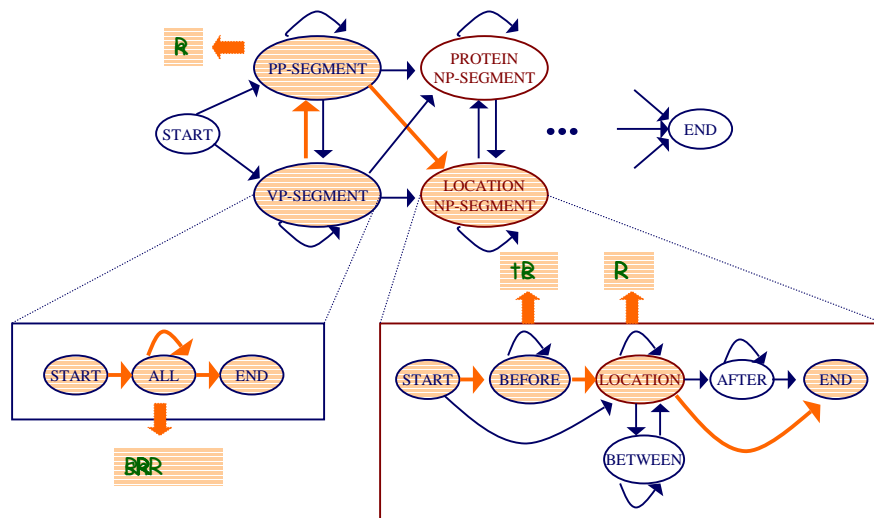 PP-SEGMENT
PROTEIN
NP-SEGMENT
START
...
END
VP-SEGMENT
LOCATION
NP-SEGMENT
R
START
ALL
END
START
BEFORE
LOCATION
AFTER
END
BETWEEN